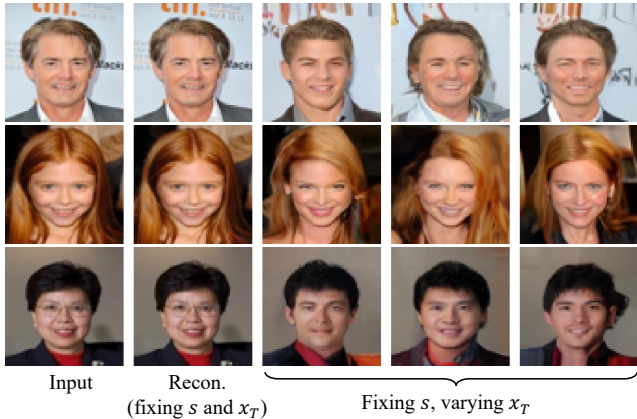 Input
Recon.
(fixing s and x_T)
Fixing s, varying x_T